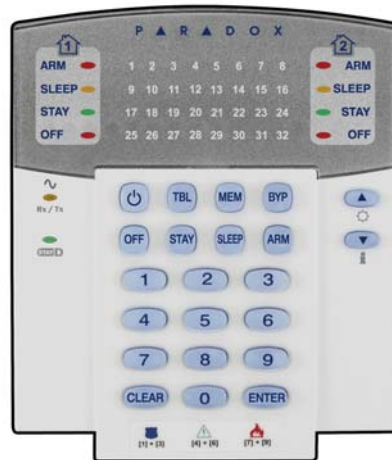 P A R A D O X
1 2
ARM 1 2 3 4 5 6 7 8 ARM
SLEEP 9 10 11 12 13 14 15 16 SLEEP
STAY 17 18 19 20 21 22 23 24 STAY
OFF 25 26 27 28 29 30 31 32 OFF
Rx / Tx
TBL MEM BYP
StayD
OFF STAY SLEEP ARM
i
1 2 3
4 5 6
7 8 9
CLEAR 0 ENTER
[1] + [3] [4] + [6] [7] + [9]